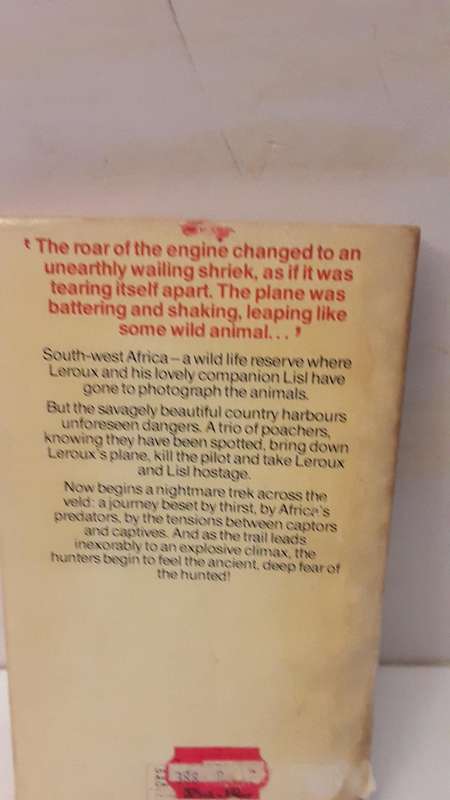 ‘ The roar of the engine changed to an
unearthly wailing shriek, as if it was
tearing itself apart. The plane was
battering and shaking, leaping like
some wild animal. . . ’
South-west Africa – a wild life reserve where
Leroux and his lovely companion Lisl have
gone to photograph the animals.
But the savagely beautiful country harbours
unforeseen dangers. A trio of poachers,
knowing they have been spotted, bring down
Leroux's plane, kill the pilot and take Leroux
and Lisl hostage.
Now begins a nightmare trek across the
veld: a journey beset by thirst, by Africa's
predators, by the tensions between captors
and captives. And as the trail leads
inexorably to an explosive climax, the
hunters begin to feel the ancient, deep fear of
the hunted!